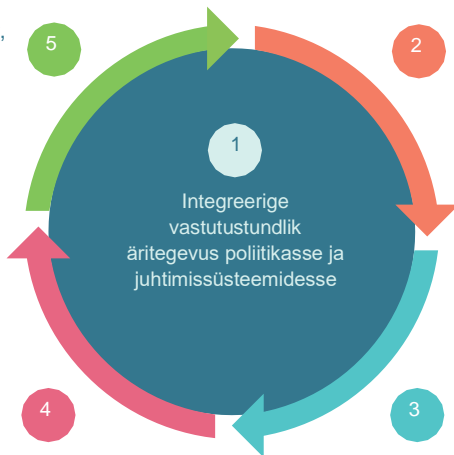 ,
5
2
1
Integreerige
vastutustundlik
äritegevus poliitikasse ja
juhtimissüsteemidesse
4
3